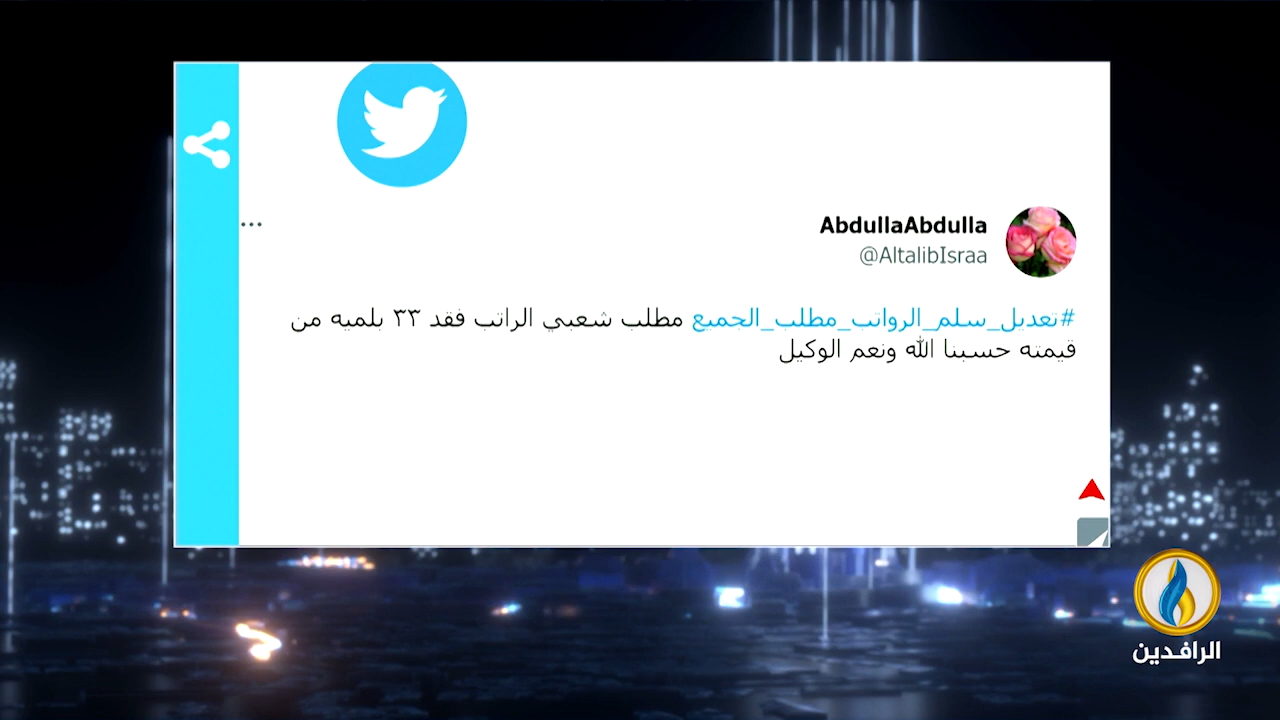 AbdullaAbdulla
@AltalibIsraa
#تعديل_سلم_الرواتب_مطلب_الجميع مطلب شعبي الراتب فقد ٣٣ بلميه من
قيمته حسبنا الله ونعم الوكيل
الرافدين